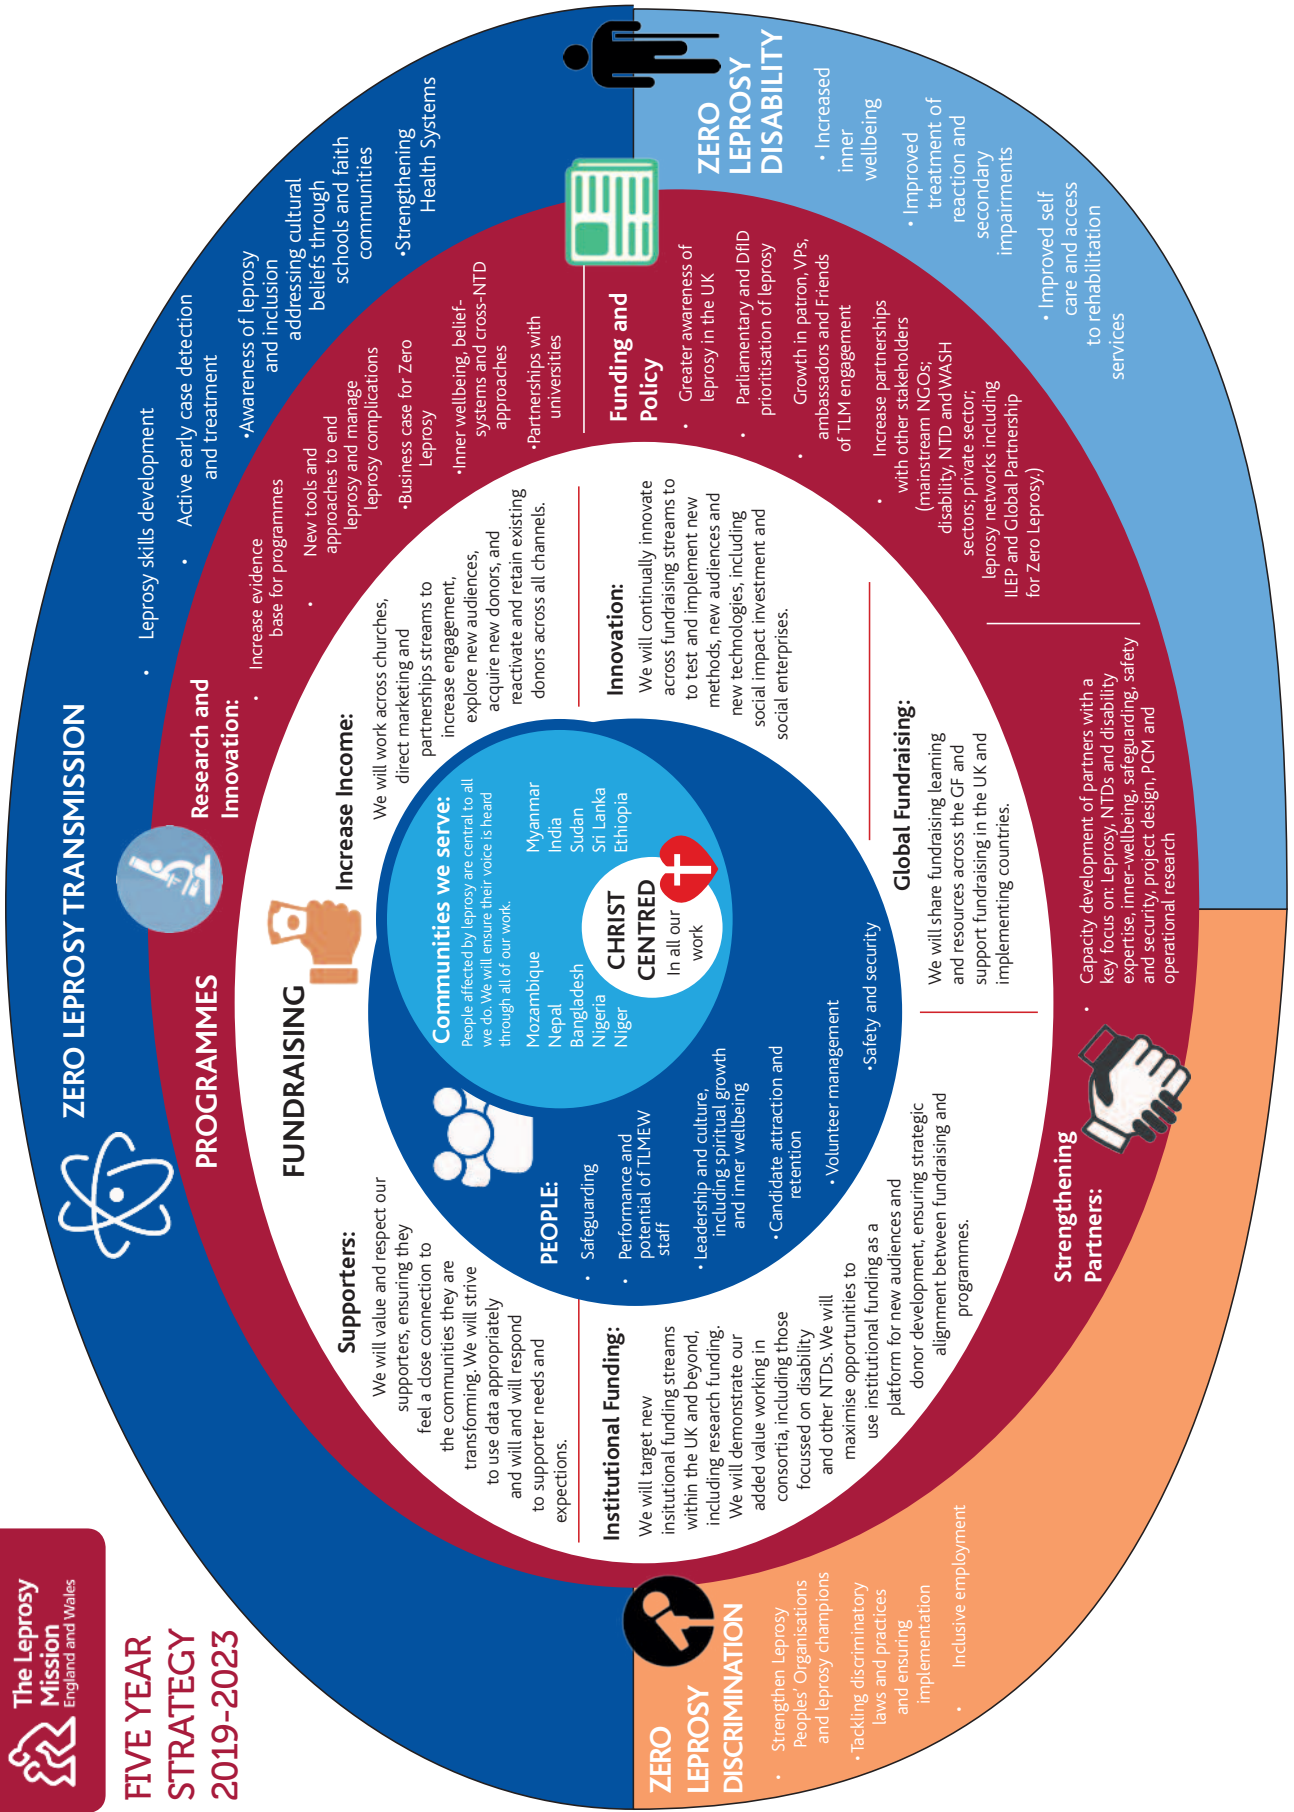 The Leprosy
Mission
England and Wales
FIVE YEAR
STRATEGY
2019-2023
ZERO LEPROSY TRANSMISSION
• Leprosy skills development
• Active early case detection
and treatment
•Awareness of leprosy
and inclusion
addressing cultural
beliefs through
schools and faith
communities
•Strengthening
Health Systems
PROGRAMMES
Research and
Innovation:
• Increase evidence
base for programmes
• New tools and
approaches to end
leprosy and manage
leprosy complications
•Business case for Zero
Leprosy
•Inner wellbeing, belief-
systems and cross-NTD
approaches
•Partnerships with
universities
Funding and
Policy
• Greater awareness of
leprosy in the UK
• Parliamentary and DfID
prioritisation of leprosy
• Growth in patron, VPs,
ambassadors and Friends
of TLM engagement
• Increase partnerships
with other stakeholders
(mainstream NGOs;
disability, NTD and WASH
sectors; private sector;
leprosy networks including
ILEP and Global Partnership
for Zero Leprosy.)
Strengthening
Partners:
• Capacity development of partners with a
key focus on: Leprosy, NTDs and disability
expertise, inner-wellbeing, safeguarding, safety
and security, project design, PCM and
operational research
FUNDRAISING
Supporters:
We will value and respect our
supporters, ensuring they
feel a close connection to
the communities they are
transforming. We will strive
to use data appropriately
and will and will respond
to supporter needs and
expections.
Increase Income:
We will work across churches,
direct marketing and
partnerships streams to
increase engagement,
explore new audiences,
acquire new donors, and
reactivate and retain existing
donors across all channels.
Innovation:
We will continually innovate
across fundraising streams to
to test and implement new
methods, new audiences and
new technologies, including
social impact investment and
social enterprises.
Global Fundraising:
We will share fundraising learning
and resources across the GF and
support fundraising in the UK and
implementing countries.
Institutional Funding:
We will target new
insitutional funding streams
within the UK and beyond,
including research funding.
We will demonstrate our
added value working in
consortia, including those
focussed on disability
and other NTDs. We will
maximise opportunities to
use institutional funding as a
platform for new audiences and
donor development, ensuring strategic
alignment between fundraising and
programmes.
PEOPLE:
• Safeguarding
• Performance and
potential of TLMEW
staff
• Leadership and culture,
including spiritual growth
and inner wellbeing
• Candidate attraction and
retention
• Volunteer management
•Safety and security
Communities we serve:
People affected by leprosy are central to all
we do. We will ensure their voice is heard
through all of our work.
Mozambique
Nepal
Bangladesh
Nigeria
Niger
Myanmar
India
Sudan
Sri Lanka
Ethiopia
CHRIST
CENTRED
In all our
work
ZERO
LEPROSY
DISCRIMINATION
• Strengthen Leprosy
Peoples' Organisations
and leprosy champions
•Tackling discriminatory
laws and practices
and ensuring
implementation
• Inclusive employment
ZERO
LEPROSY
DISABILITY
• Increased
inner
wellbeing
• Improved
treatment of
reaction and
secondary
impairments
• Improved self
care and access
to rehabilitation
services